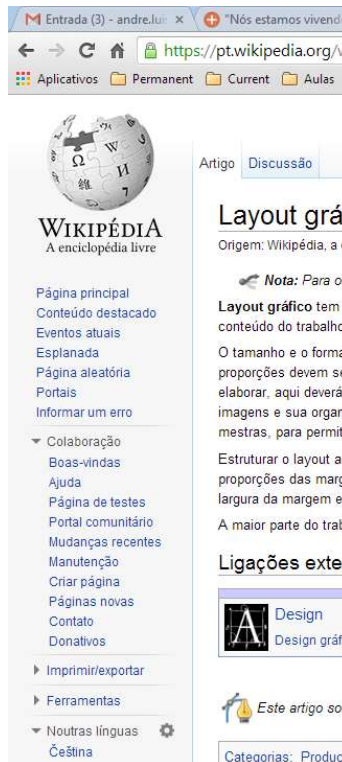 Entrada (3) - andre.lui
"Nós estamos vivend
https://pt.wikipedia.org/
Aplicativos Permanent Current Aulas
Ω W И 7
WIKIPÉDIA
A enciclopédia livre
Página principal
Conteúdo destacado
Eventos atuais
Esplanada
Página aleatória
Portais
Informar um erro
Colaboração
Boas-vindas
Ajuda
Página de testes
Portal comunitário
Mudanças recentes
Manutenção
Criar página
Páginas novas
Contato
Donativos
Imprimir/exportar
Ferramentas
Noutras línguas
Čeština
Artigo Discussão
Layout grá
Origem: Wikipédia, a
Nota: Para o
Layout gráfico tem
conteúdo do trabalho
O tamanho e o forma
proporções devem se
elaborar, aqui deverá
imagens e sua organ
mestras, para permit
Estruturar o layout a
proporções das marg
largura da margem e
A maior parte do tra
Ligações exte
A
Design
Design gráf
Este artigo so
Categorias: Produc